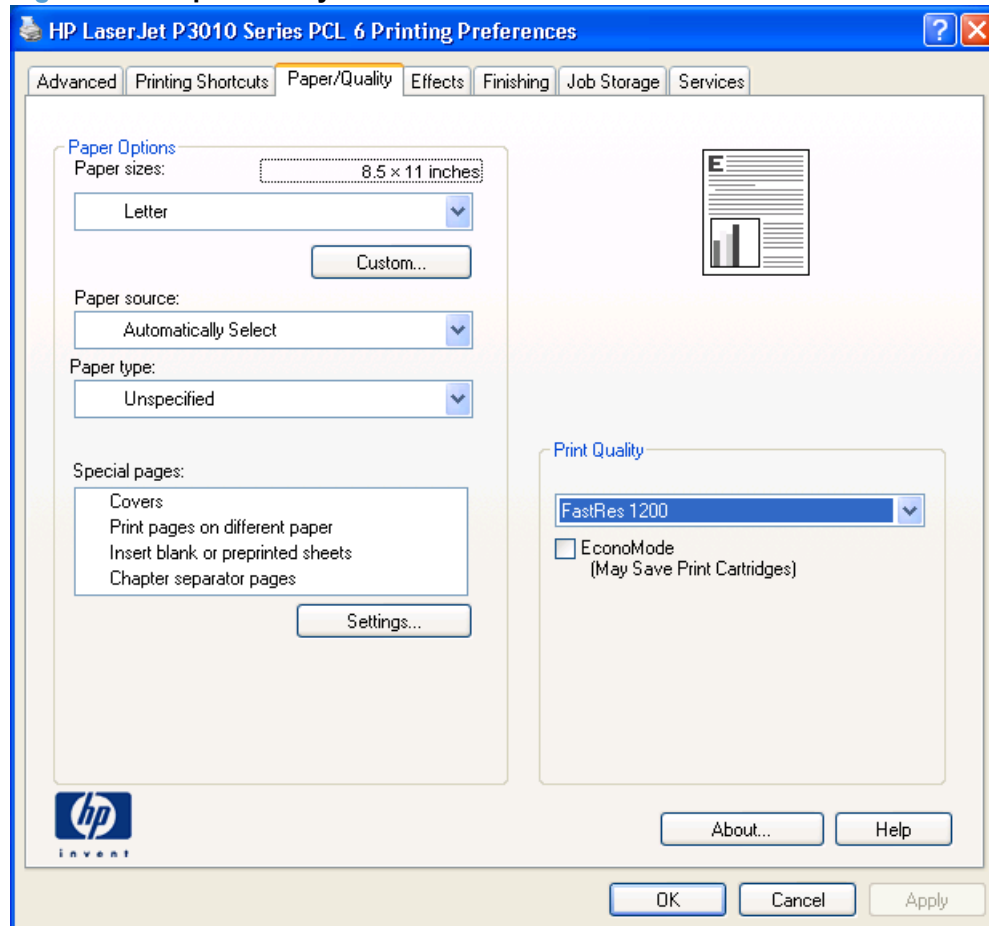 HP LaserJet P3010 Series PCL 6 Printing Preferences
Advanced Printing Shortcuts Paper/Quality Effects Finishing Job Storage Services
Paper Options
Paper sizes: 8.5 × 11 inches
Letter
Custom...
Paper source:
Automatically Select
Paper type:
Unspecified
Special pages:
Covers
Print pages on different paper
Insert blank or preprinted sheets
Chapter separator pages
Settings...
E
Print Quality
FastRes 1200
EconoMode
(May Save Print Cartridges)
hp
invent
About... Help
OK Cancel Apply